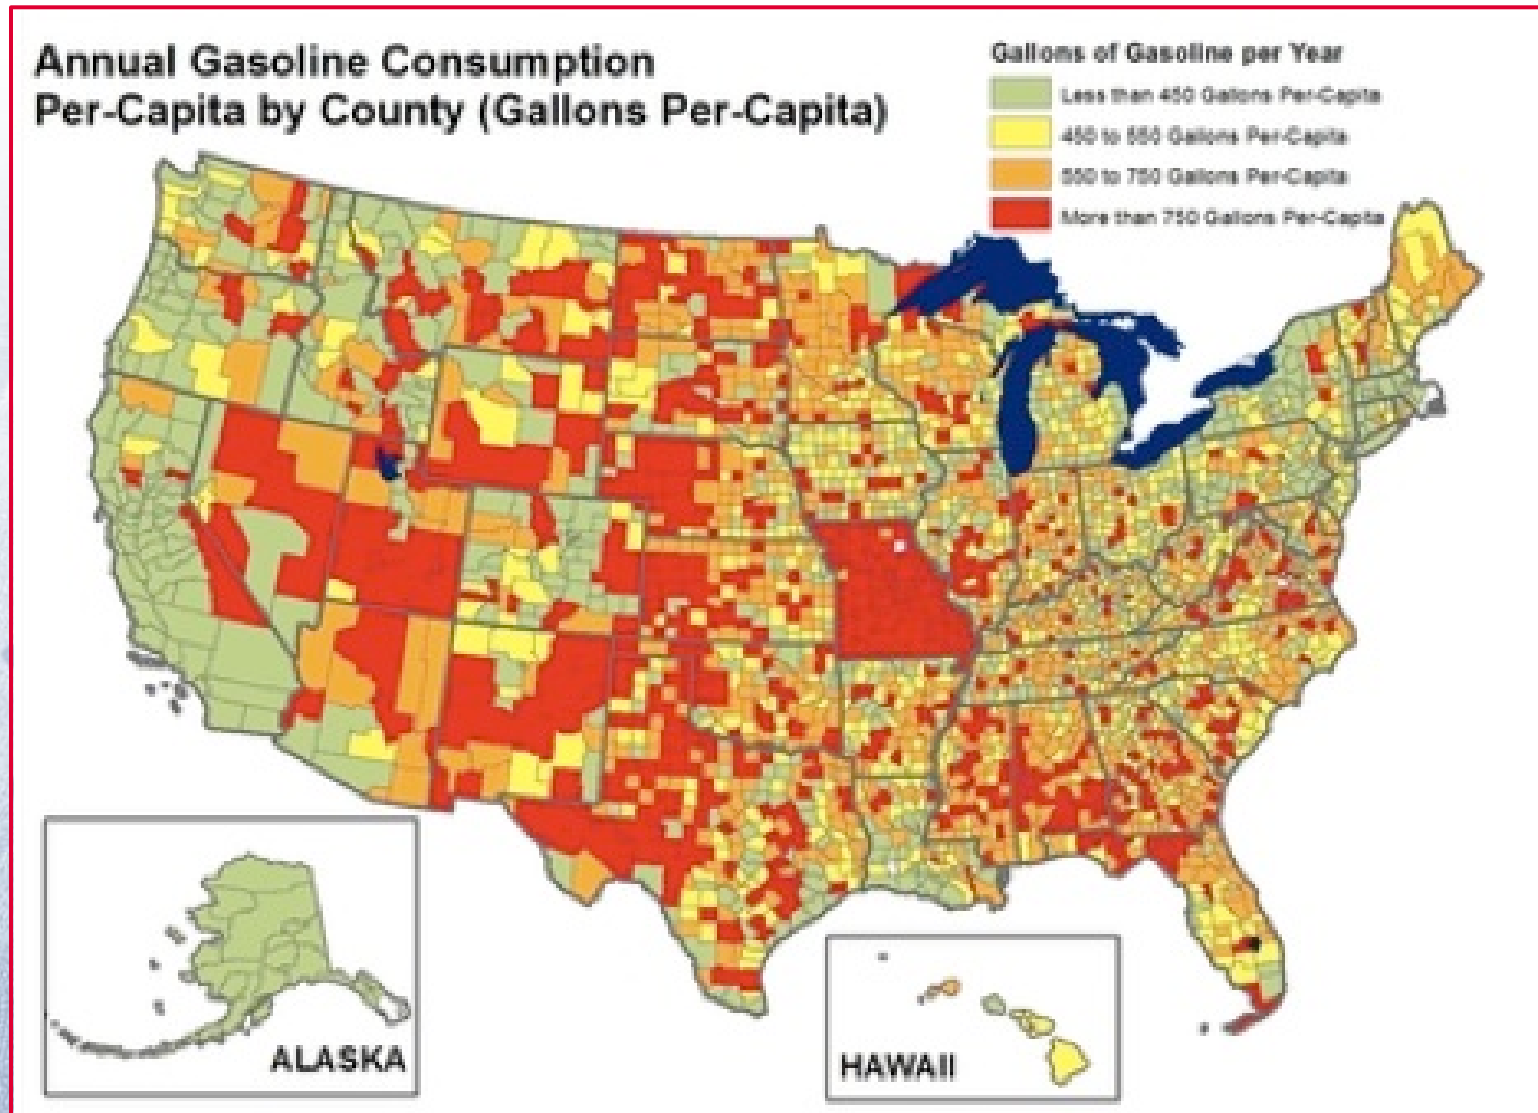 Annual Gasoline Consumption
Per-Capita by County (Gallons Per-Capita)
Gallons of Gasoline per Year
Less than 450 Gallons Per-Capita
450 to 550 Gallons Per-Capita
550 to 750 Gallons Per-Capita
More than 750 Gallons Per-Capita
ALASKA
HAWAII